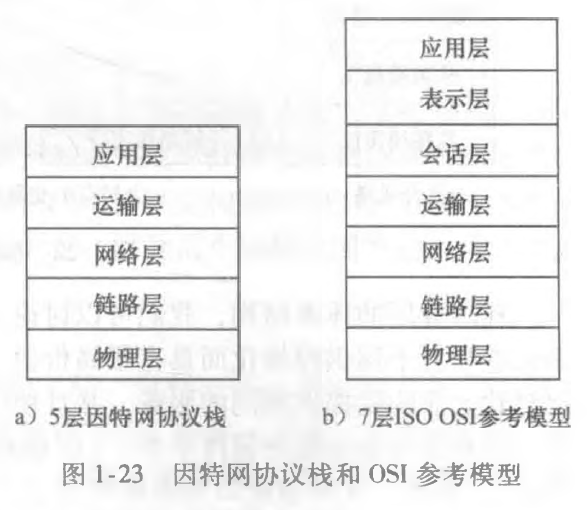 应用层
运输层
网络层
链路层
物理层
a）5层因特网协议栈
应用层
表示层
会话层
运输层
网络层
链路层
物理层
b）7层ISO OSI参考模型
图 1-23 因特网协议栈和 OSI 参考模型